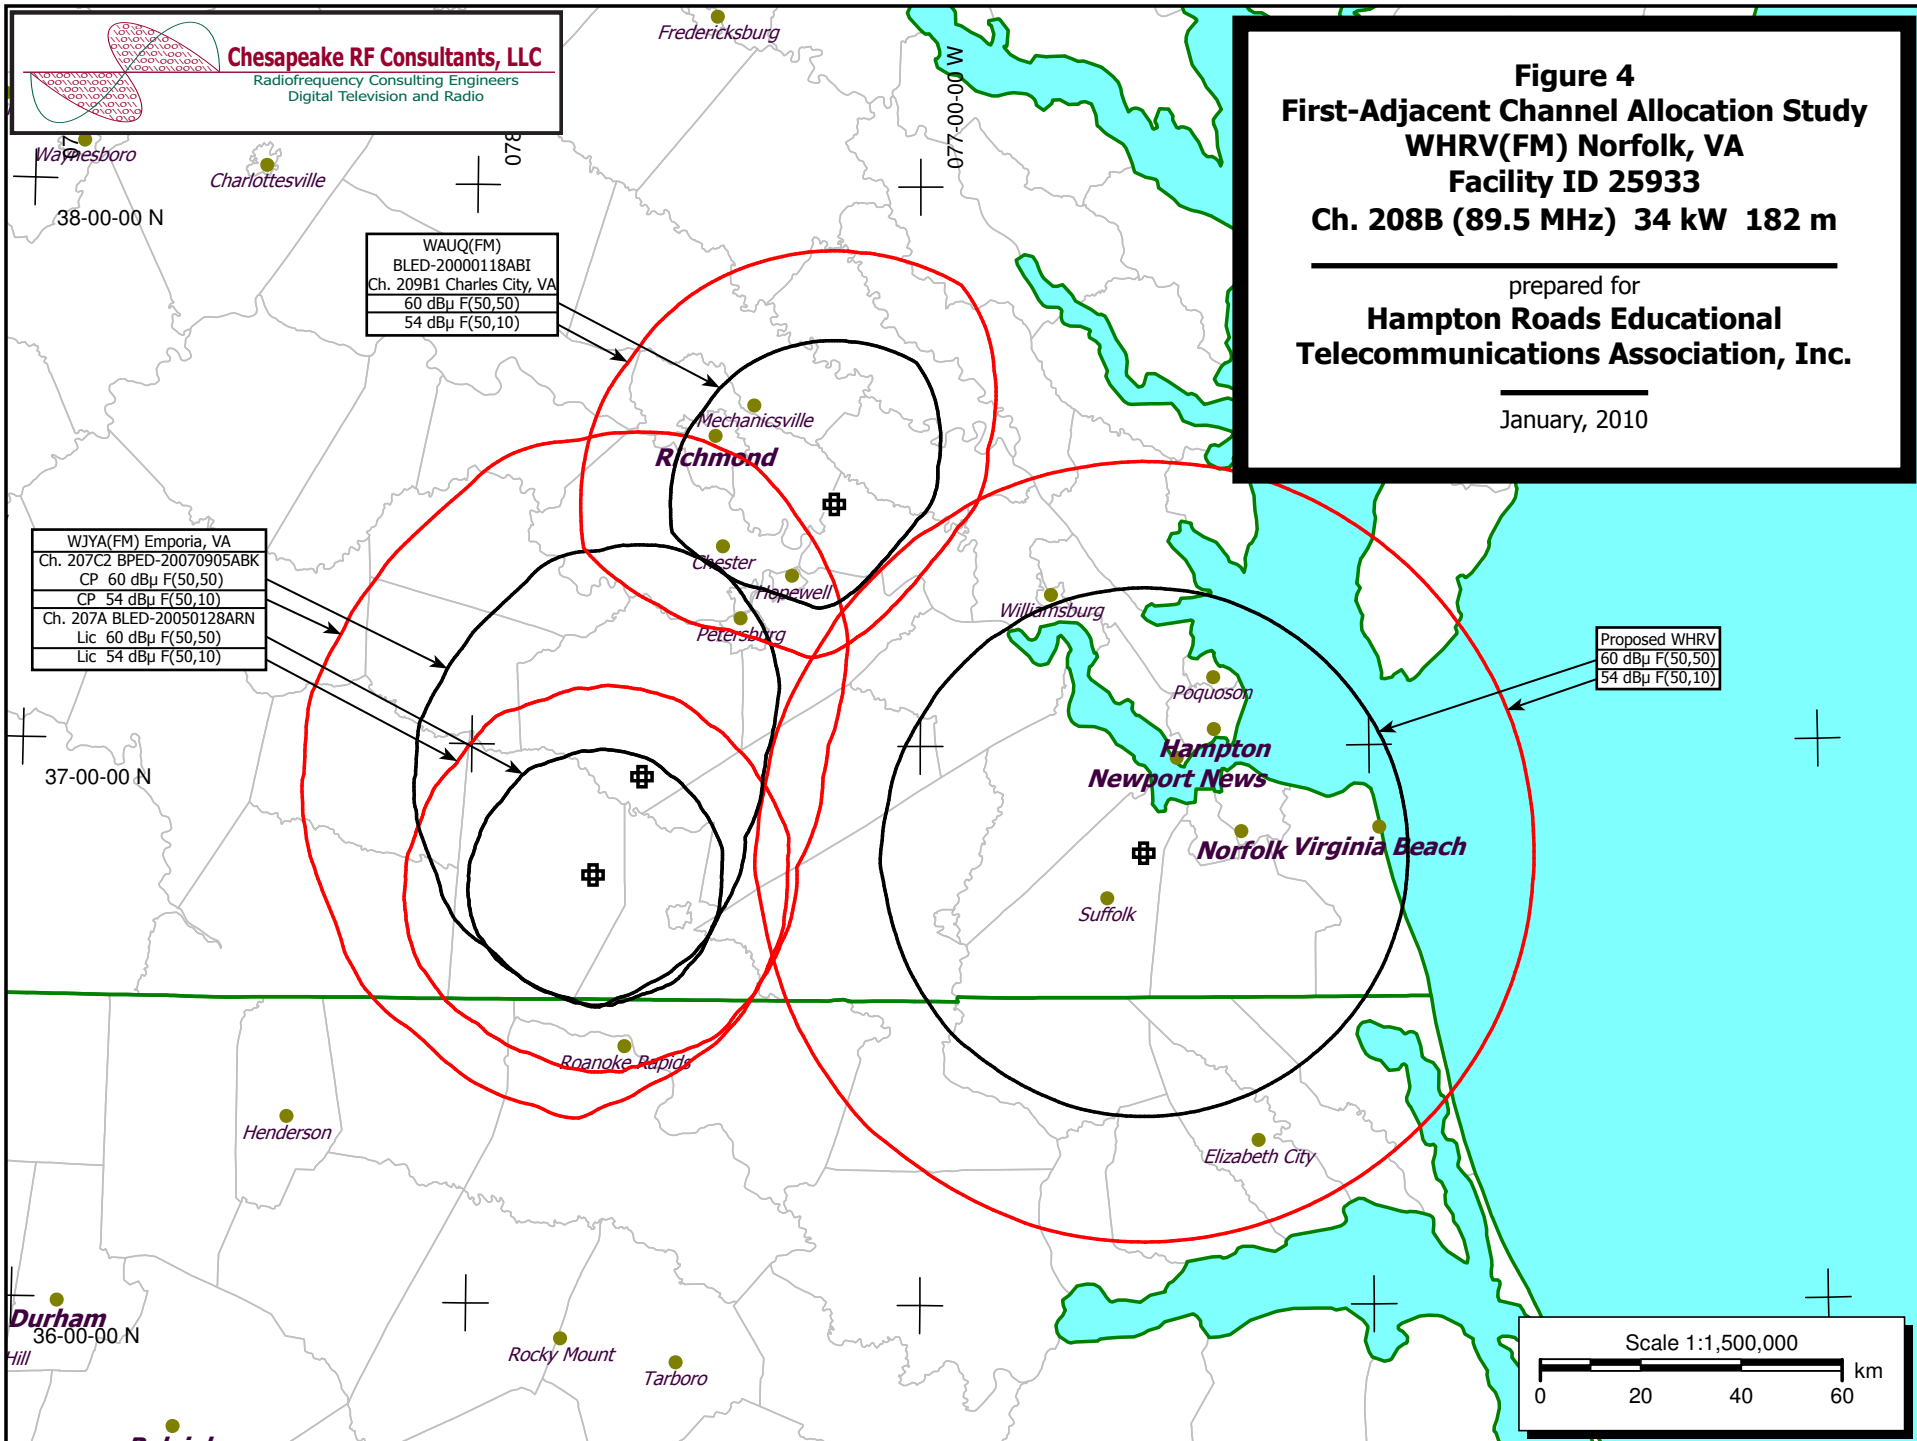 Chesapeake RF Consultants, LLC
Radiofrequency Consulting Engineers
Digital Television and Radio
Figure 4
First-Adjacent Channel Allocation Study
WHRV(FM) Norfolk, VA
Facility ID 25933
Ch. 208B (89.5 MHz) 34 kW 182 m
prepared for
Hampton Roads Educational
Telecommunications Association, Inc.
January, 2010
Fredericksburg
077-00-00 W
078
07
Waynesboro
Charlottesville
38-00-00 N
WAUQ(FM)
BLED-20000118ABI
Ch. 209B1 Charles City, VA
60 dBµ F(50,50)
54 dBµ F(50,10)
Mechanicsville
Richmond
WJYA(FM) Emporia, VA
Ch. 207C2 BPED-20070905ABK
CP 60 dBµ F(50,50)
CP 54 dBµ F(50,10)
Ch. 207A BLED-20050128ARN
Lic 60 dBµ F(50,50)
Lic 54 dBµ F(50,10)
Chester
Hopewell
Petersburg
Williamsburg
Proposed WHRV
60 dBµ F(50,50)
54 dBµ F(50,10)
Poquoson
Hampton
Newport News
37-00-00 N
Norfolk
Virginia Beach
Suffolk
Roanoke Rapids
Henderson
Elizabeth City
Durham
36-00-00 N
Hill
Rocky Mount
Tarboro
Scale 1:1,500,000
km
0 20 40 60